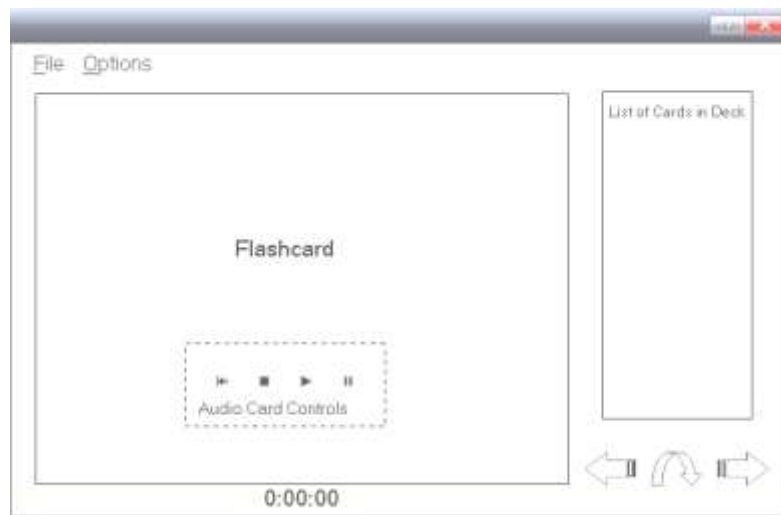 File Options
List of Cards in Deck
Flashcard
Audio Card Controls
0:00:00